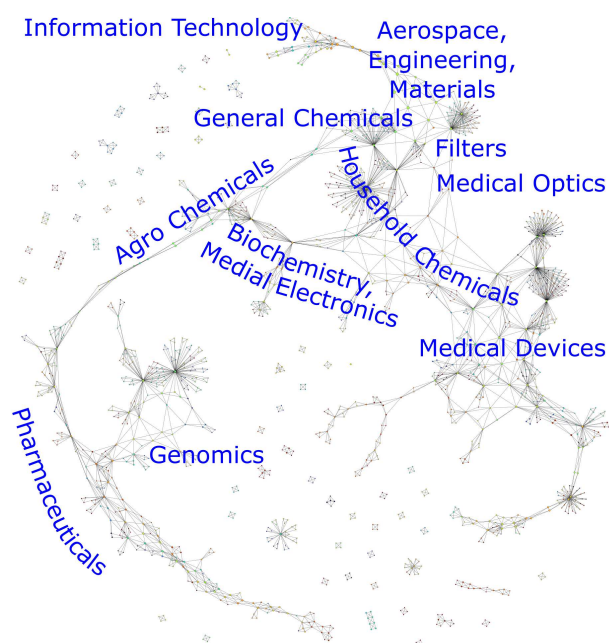 Information Technology
Aerospace,
Engineering,
Materials
General Chemicals
Filters
Household Chemicals
Medical Optics
Agro Chemicals
Biochemistry,
Medial Electronics
Medical Devices
Pharmaceuticals
Genomics